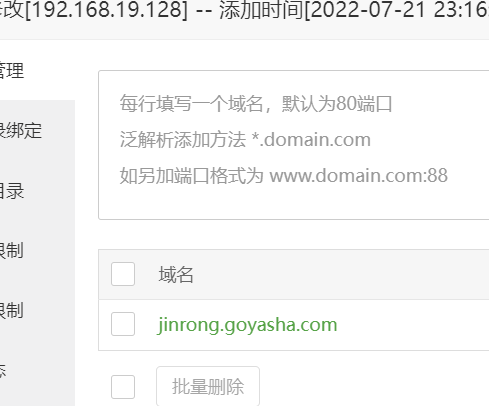 改[192.168.19.128] -- 添加时间[2022-07-21 23:16
管理
每行填写一个域名，默认为80端口
录绑定
泛解析添加方法 *.domain.com
如另加端口格式为 www.domain.com:88
目录
限制
域名
限制
jinrong.goyasha.com
批量删除